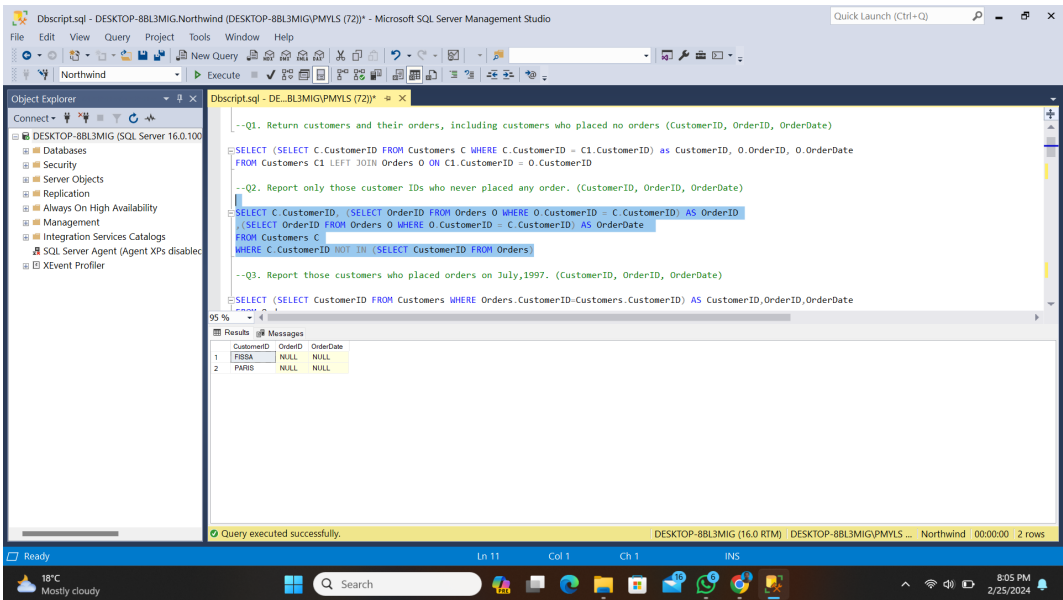 Dbscript.sql - DESKTOP-8BL3MIG.Northwind (DESKTOP-8BL3MIG\PMYLS (72))* - Microsoft SQL Server Management Studio
Quick Launch (Ctrl+Q)
File Edit View Query Project Tools Window Help
New Query
Northwind
Execute
Object Explorer
Dbscript.sql - DE...BL3MIG\PMYLS (72))*
Connect
DESKTOP-8BL3MIG (SQL Server 16.0.100
Databases
Security
Server Objects
Replication
Always On High Availability
Management
Integration Services Catalogs
SQL Server Agent (Agent XPs disablec
XEvent Profiler
--Q1. Return customers and their orders, including customers who placed no orders (CustomerID, OrderID, OrderDate)
SELECT (SELECT C.CustomerID FROM Customers C WHERE C.CustomerID = C1.CustomerID) as CustomerID, O.OrderID, O.OrderDate
FROM Customers C1 LEFT JOIN Orders O ON C1.CustomerID = O.CustomerID
--Q2. Report only those customer IDs who never placed any order. (CustomerID, OrderID, OrderDate)
SELECT C.CustomerID, (SELECT OrderID FROM Orders O WHERE O.CustomerID = C.CustomerID) AS OrderID
,(SELECT OrderID FROM Orders O WHERE O.CustomerID = C.CustomerID) AS OrderDate
FROM Customers C
WHERE C.CustomerID NOT IN (SELECT CustomerID FROM Orders)
--Q3. Report those customers who placed orders on July,1997. (CustomerID, OrderID, OrderDate)
SELECT (SELECT CustomerID FROM Customers WHERE Orders.CustomerID=Customers.CustomerID) AS CustomerID,OrderID,OrderDate
95 %
Results Messages
CustomerID OrderID OrderDate
1 FISSA NULL NULL
2 PARIS NULL NULL
Query executed successfully.
DESKTOP-8BL3MIG (16.0 RTM) DESKTOP-8BL3MIG\PMYLS ... Northwind 00:00:00 2 rows
Ready Ln 11 Col 1 Ch 1 INS
18°C
Mostly cloudy
Search
PRE
16
6
8:05 PM
2/25/2024